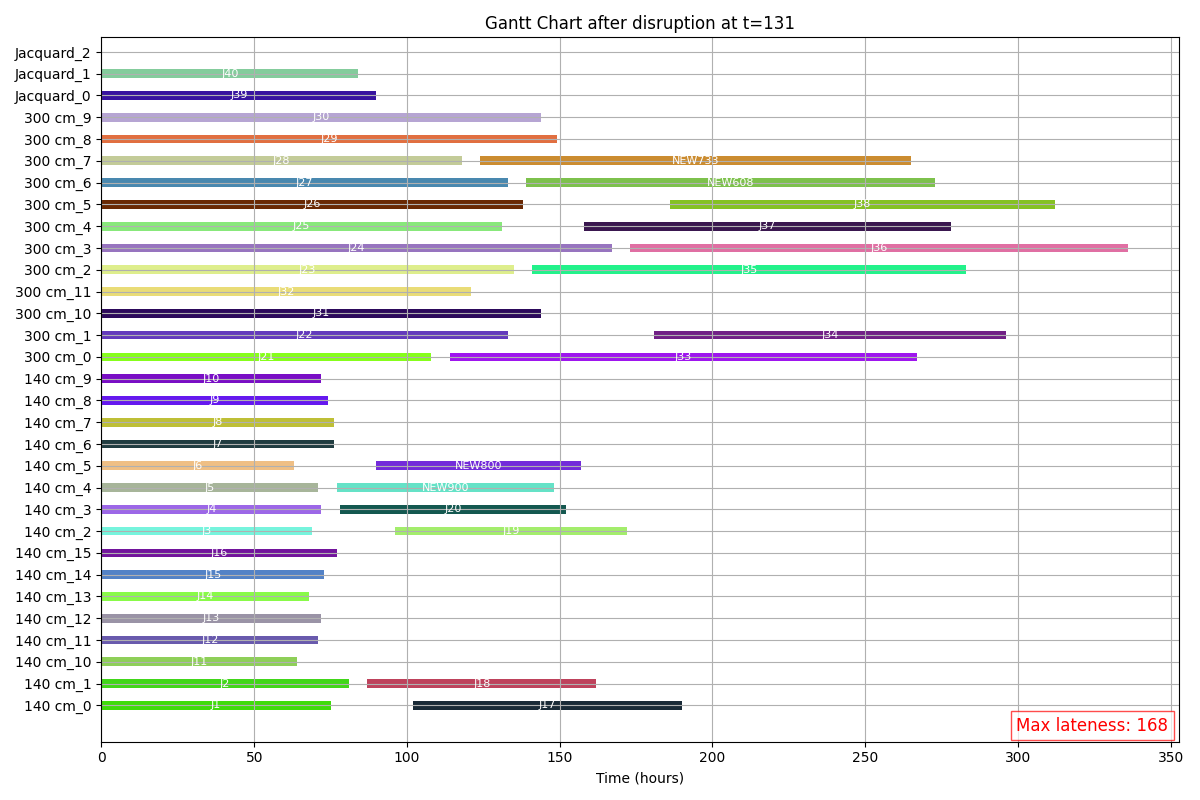 Gantt Chart after disruption at t=131
Jacquard_2
Jacquard_1 J40
Jacquard_0 J39
300 cm_9 J30
300 cm_8 J29
300 cm_7 J28 NEW733
300 cm_6 J27 NEW608
300 cm_5 J26 J38
300 cm_4 J25 J37
300 cm_3 J24 J36
300 cm_2 J23 J35
300 cm_11 J32
300 cm_10 J31
300 cm_1 J22 J34
300 cm_0 J21 J33
140 cm_9 J10
140 cm_8 J9
140 cm_7 J8
140 cm_6 J7
140 cm_5 J6 NEW800
140 cm_4 J5 NEW900
140 cm_3 J4 J20
140 cm_2 J3 J19
140 cm_15 J16
140 cm_14 J15
140 cm_13 J14
140 cm_12 J13
140 cm_11 J12
140 cm_10 J11
140 cm_1 J2 J18
140 cm_0 J1 J17
Max lateness: 168
0 50 100 150 200 250 300 350
Time (hours)